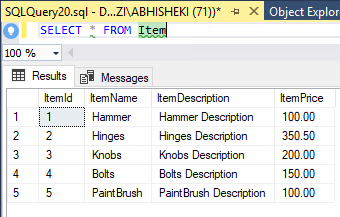 SQLQuery20.sql - D...ZI\ABHISHEKI (71))*
Object Explor
SELECT * FROM Item
100 %
Results Messages
ItemId ItemName ItemDescription ItemPrice
1 1 Hammer Hammer Description 100.00
2 2 Hinges Hinges Description 350.50
3 3 Knobs Knobs Description 200.00
4 4 Bolts Bolts Description 150.00
5 5 PaintBrush PaintBrush Description 100.00